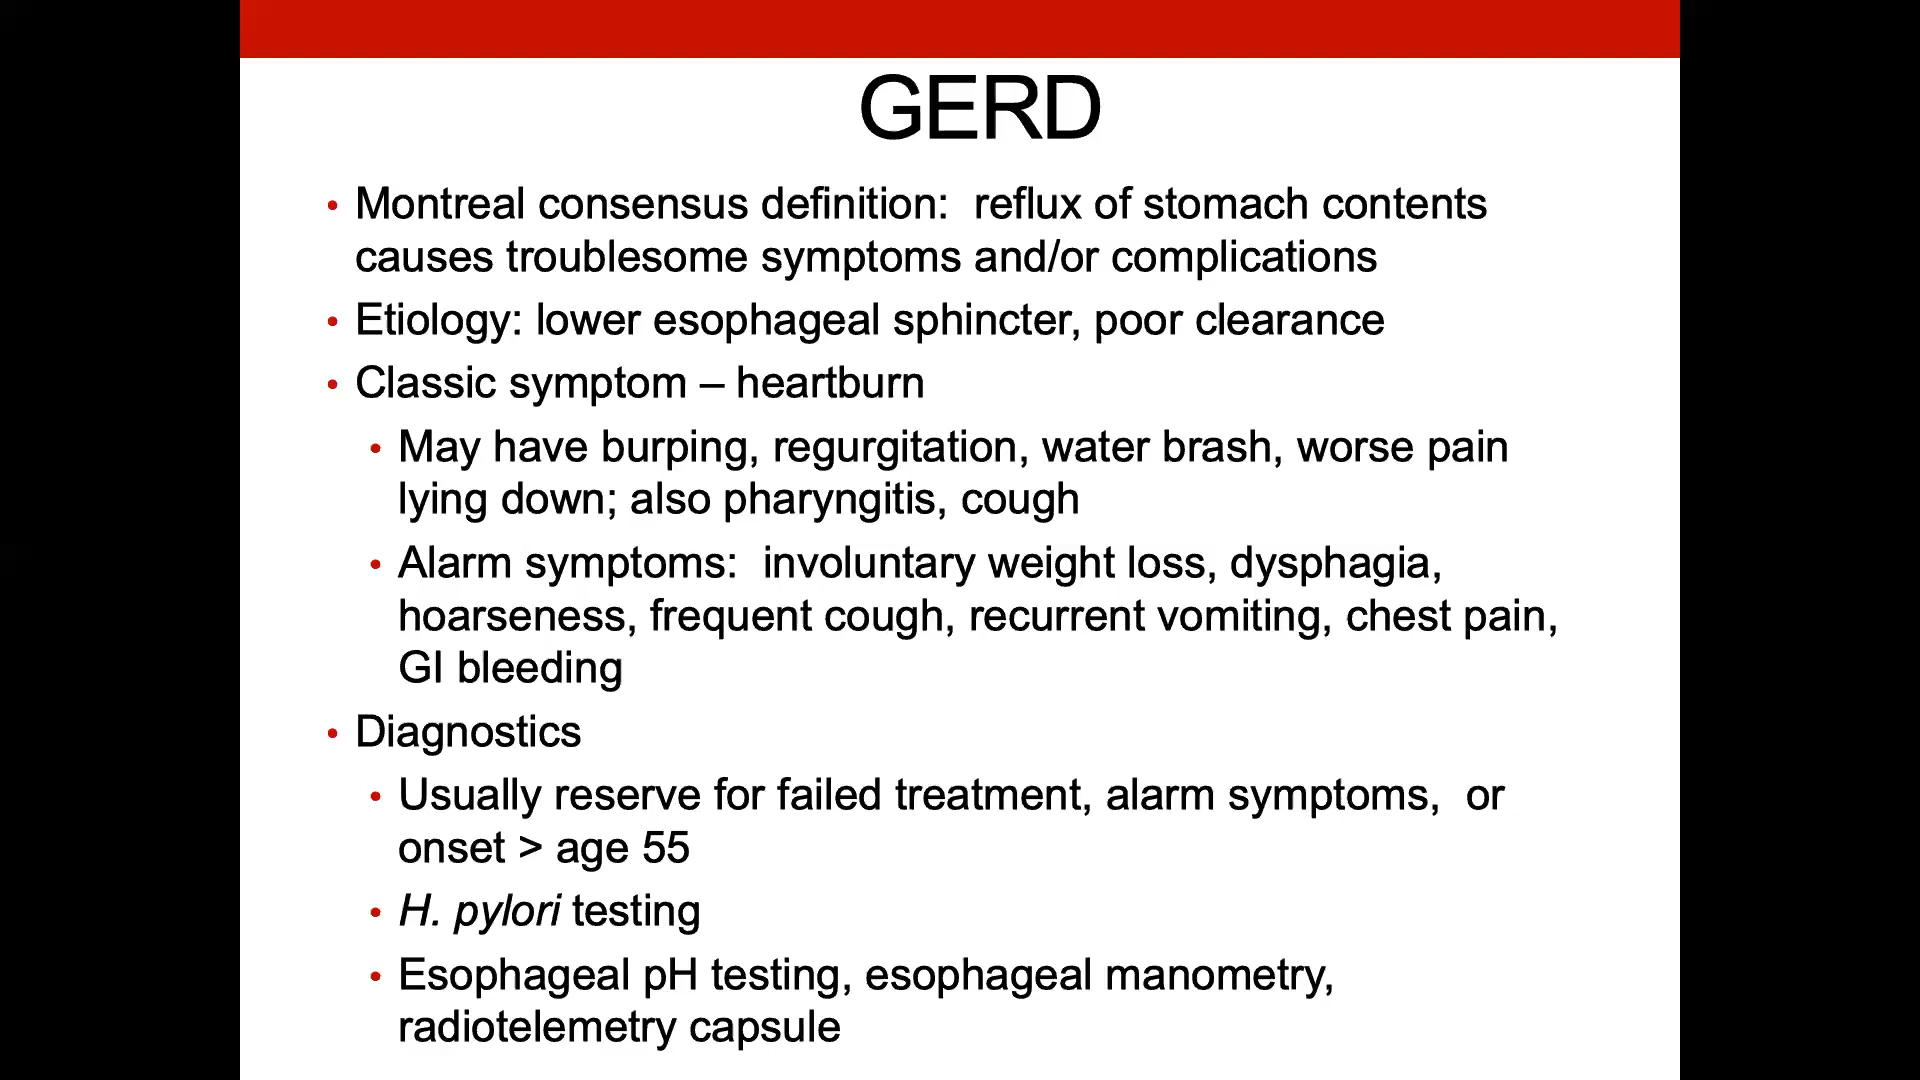 GERD
• Montreal consensus definition:  reflux of stomach contents
causes troublesome symptoms and/or complications
• Etiology: lower esophageal sphincter, poor clearance
• Classic symptom – heartburn
• May have burping, regurgitation, water brash, worse pain
lying down; also pharyngitis, cough
• Alarm symptoms:  involuntary weight loss, dysphagia,
hoarseness, frequent cough, recurrent vomiting, chest pain,
GI bleeding
• Diagnostics
• Usually reserve for failed treatment, alarm symptoms,  or
onset > age 55
• H. pylori testing
• Esophageal pH testing, esophageal manometry,
radiotelemetry capsule